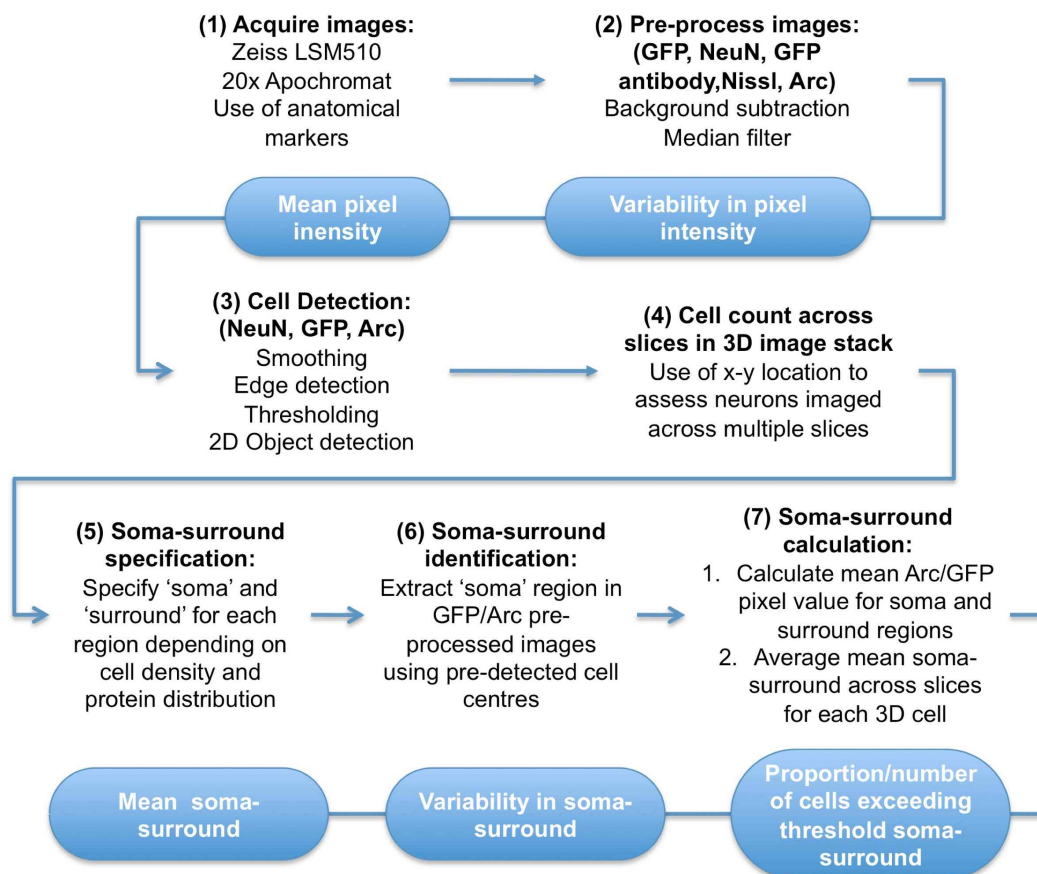 (1) Acquire images:
Zeiss LSM510
20x Apochromat
Use of anatomical
markers
(2) Pre-process images:
(GFP, NeuN, GFP
antibody,Nissl, Arc)
Background subtraction
Median filter
Mean pixel
inensity
Variability in pixel
intensity
(3) Cell Detection:
(NeuN, GFP, Arc)
Smoothing
Edge detection
Thresholding
2D Object detection
(4) Cell count across
slices in 3D image stack
Use of x-y location to
assess neurons imaged
across multiple slices
(5) Soma-surround
specification:
Specify ‘soma’ and
‘surround’ for each
region depending on
cell density and
protein distribution
(6) Soma-surround
identification:
Extract ‘soma’ region in
GFP/Arc pre-
processed images
using pre-detected cell
centres
(7) Soma-surround
calculation:
1. Calculate mean Arc/GFP
pixel value for soma and
surround regions
2. Average mean soma-
surround across slices
for each 3D cell
Mean soma-
surround
Variability in soma-
surround
Proportion/number
of cells exceeding
threshold soma-
surround